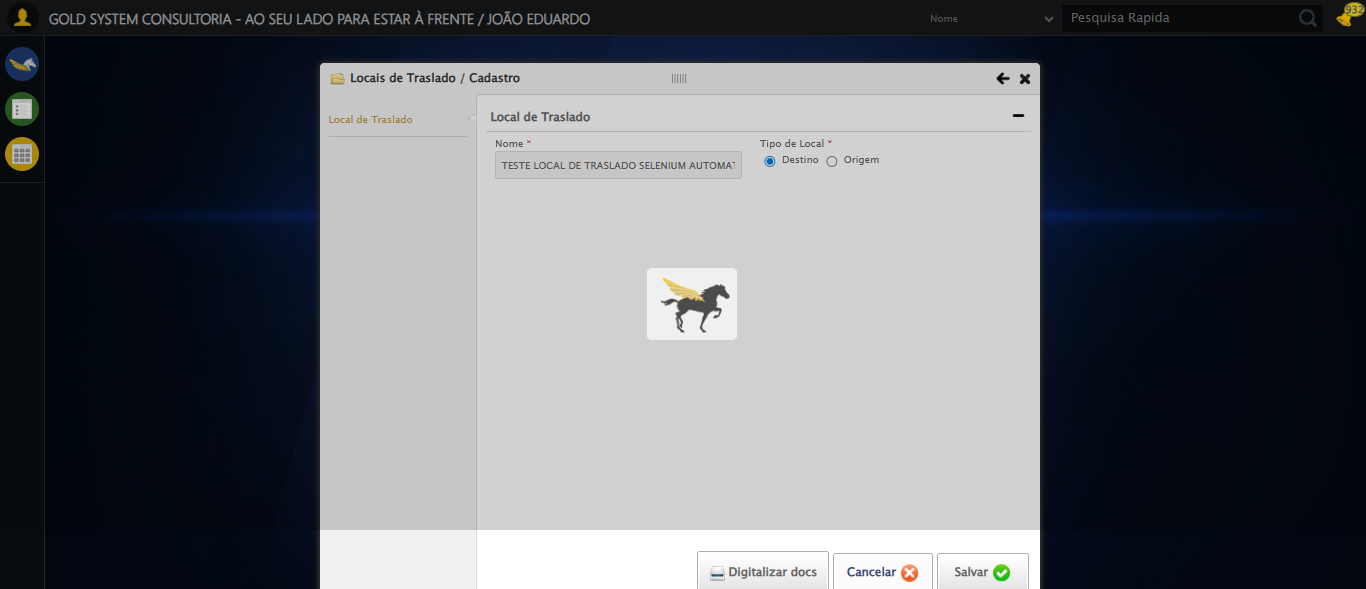 GOLD SYSTEM CONSULTORIA - AO SEU LADO PARA ESTAR À FRENTE / JOÃO EDUARDO
Nome
Pesquisa Rapida
932
Locais de Traslado / Cadastro
Local de Traslado
Local de Traslado
Nome *
Tipo de Local *
TESTE LOCAL DE TRASLADO SELENIUM AUTOMAT
Destino
Origem
Digitalizar docs
Cancelar
Salvar